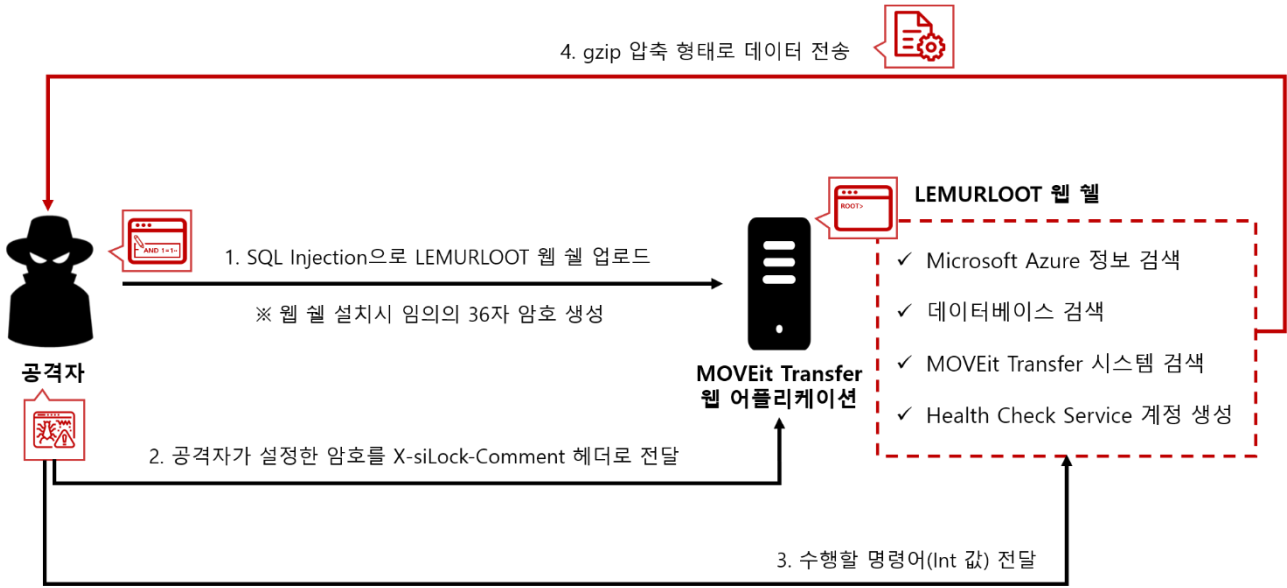 4. gzip 압축 형태로 데이터 전송
LEMURLOOT 웹 쉘
ROOT>
AND 1=1--
1. SQL Injection으로 LEMURLOOT 웹 쉘 업로드
※ 웹 쉘 설치시 임의의 36자 암호 생성
✓ Microsoft Azure 정보 검색
✓ 데이터베이스 검색
✓ MOVEit Transfer 시스템 검색
✓ Health Check Service 계정 생성
공격자
MOVEit Transfer
웹 어플리케이션
2. 공격자가 설정한 암호를 X-siLock-Comment 헤더로 전달
3. 수행할 명령어(Int 값) 전달